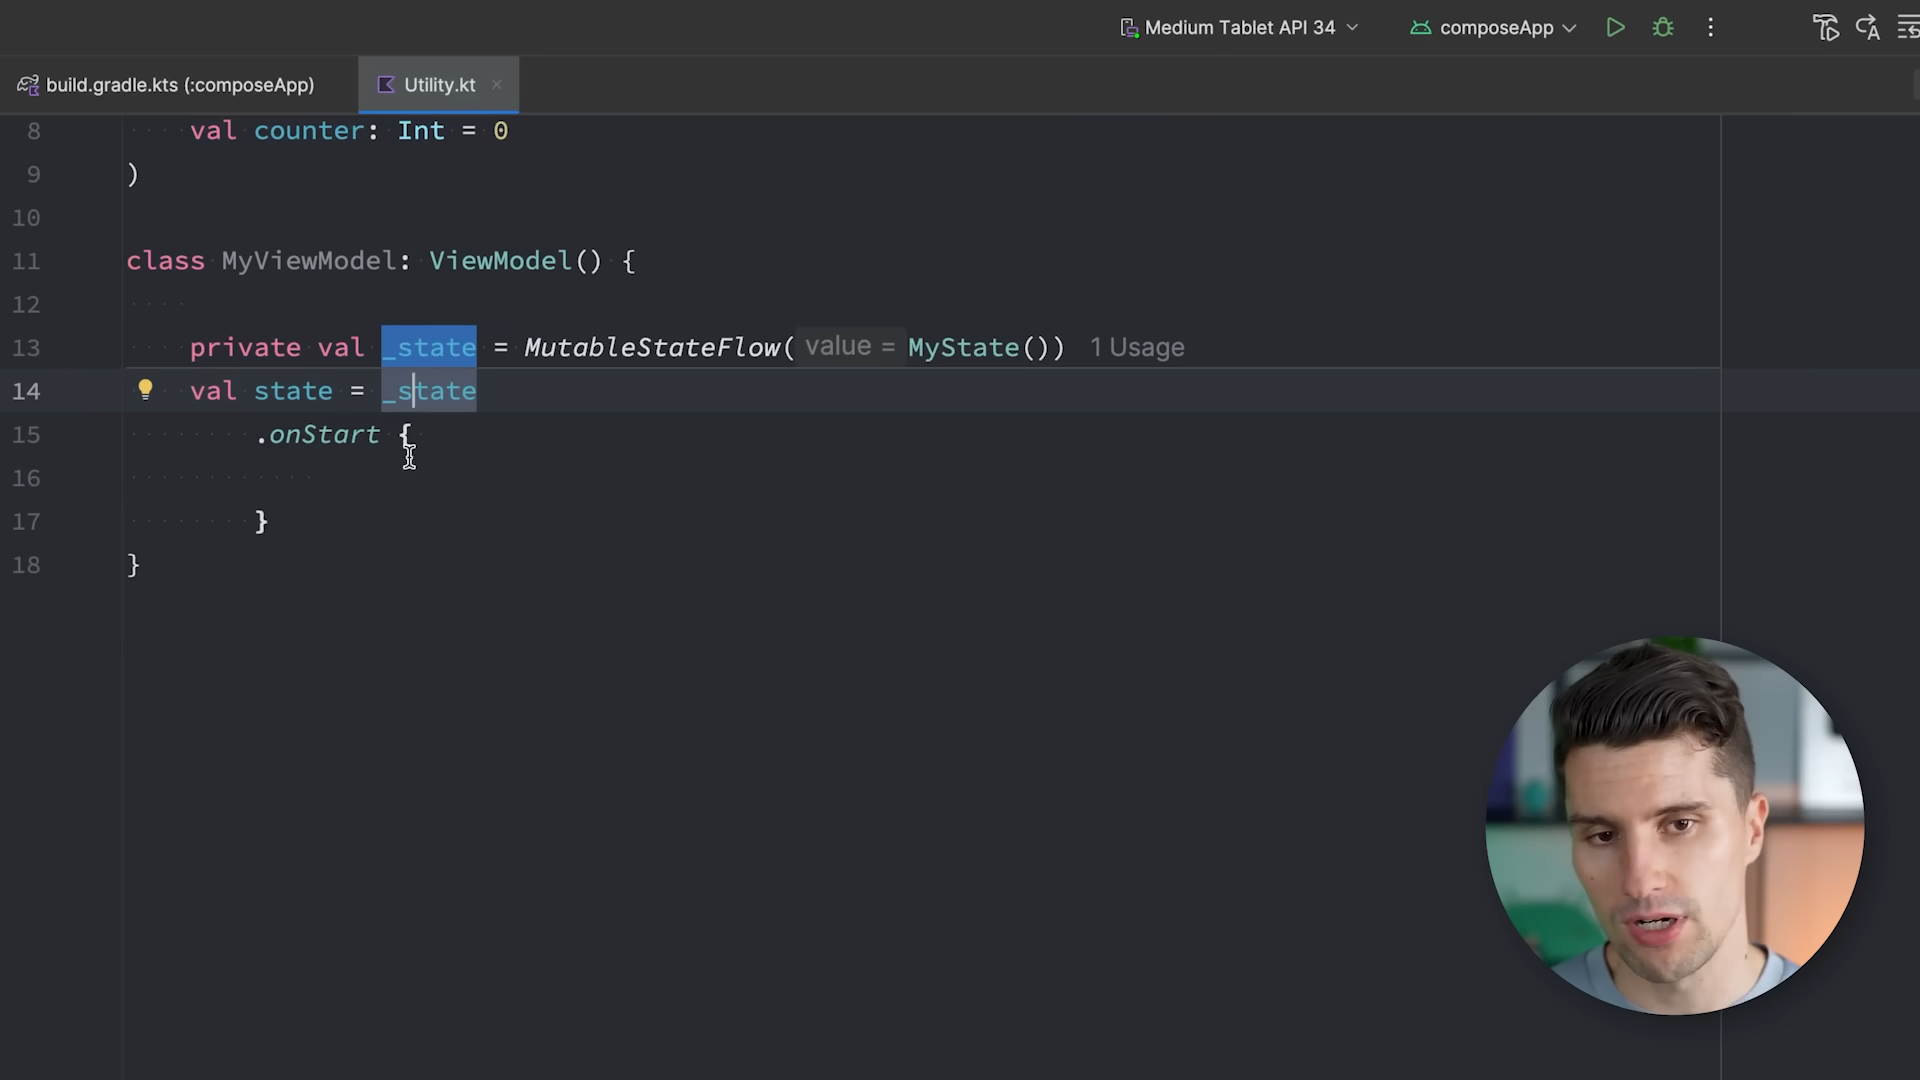 Medium Tablet API 34
composeApp
build.gradle.kts (:composeApp)
Utility.kt
8 val counter: Int = 0
9 )
10
11 class MyViewModel: ViewModel() {
12
13 private val _state = MutableStateFlow( value = MyState()) 1 Usage
14 val state = _state
15 .onStart {
16
17 }
18 }